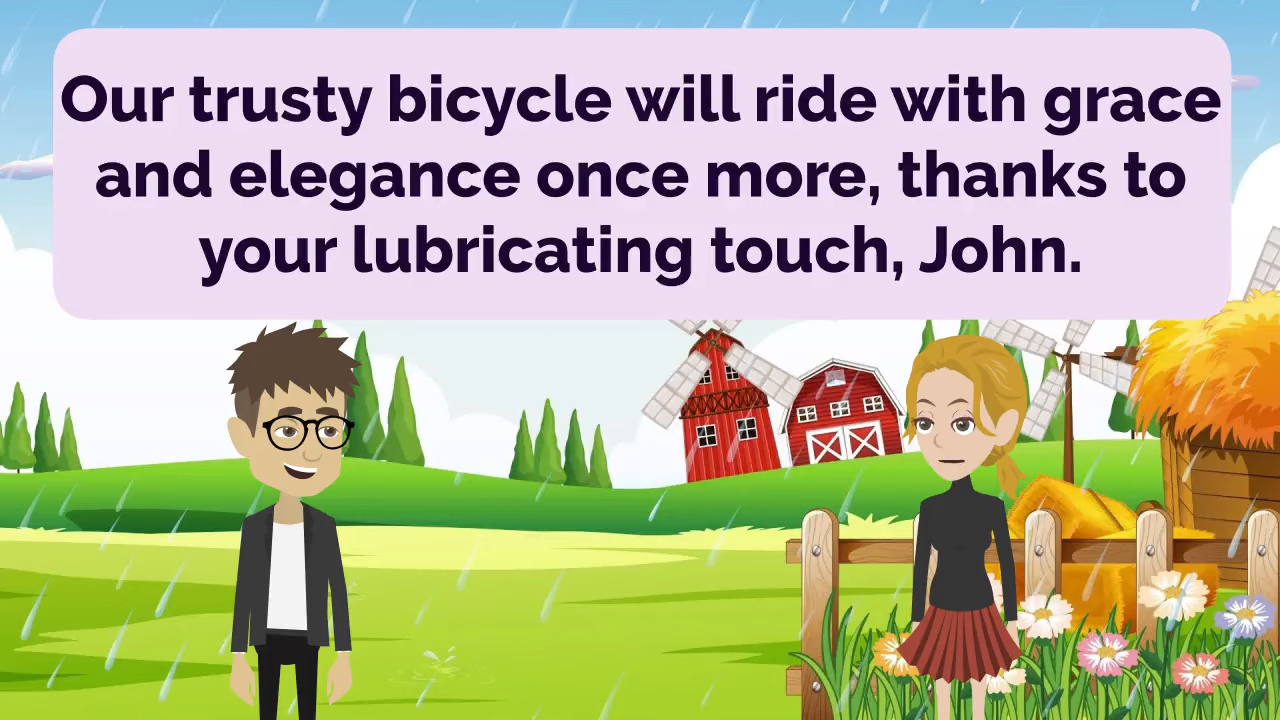 Our trusty bicycle will ride with grace
and elegance once more, thanks to
your lubricating touch, John.